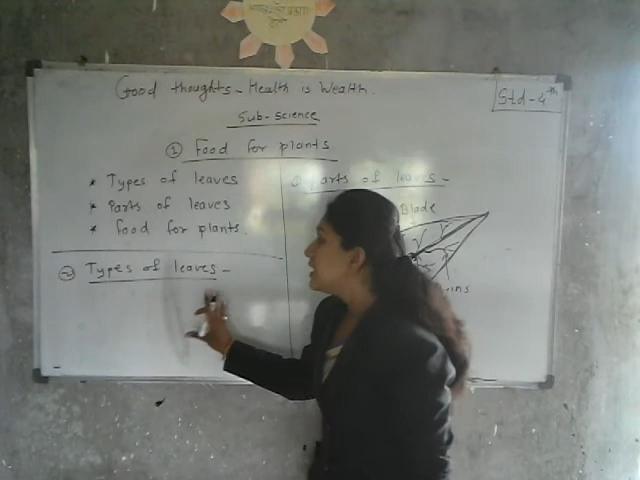 Good thoughts - Health is Wealth.
Std - 4th
Sub-science
① Food for plants
* Types of leaves
* Parts of leaves
* Food for plants.
② Types of leaves -
Parts of leaves -
Blade